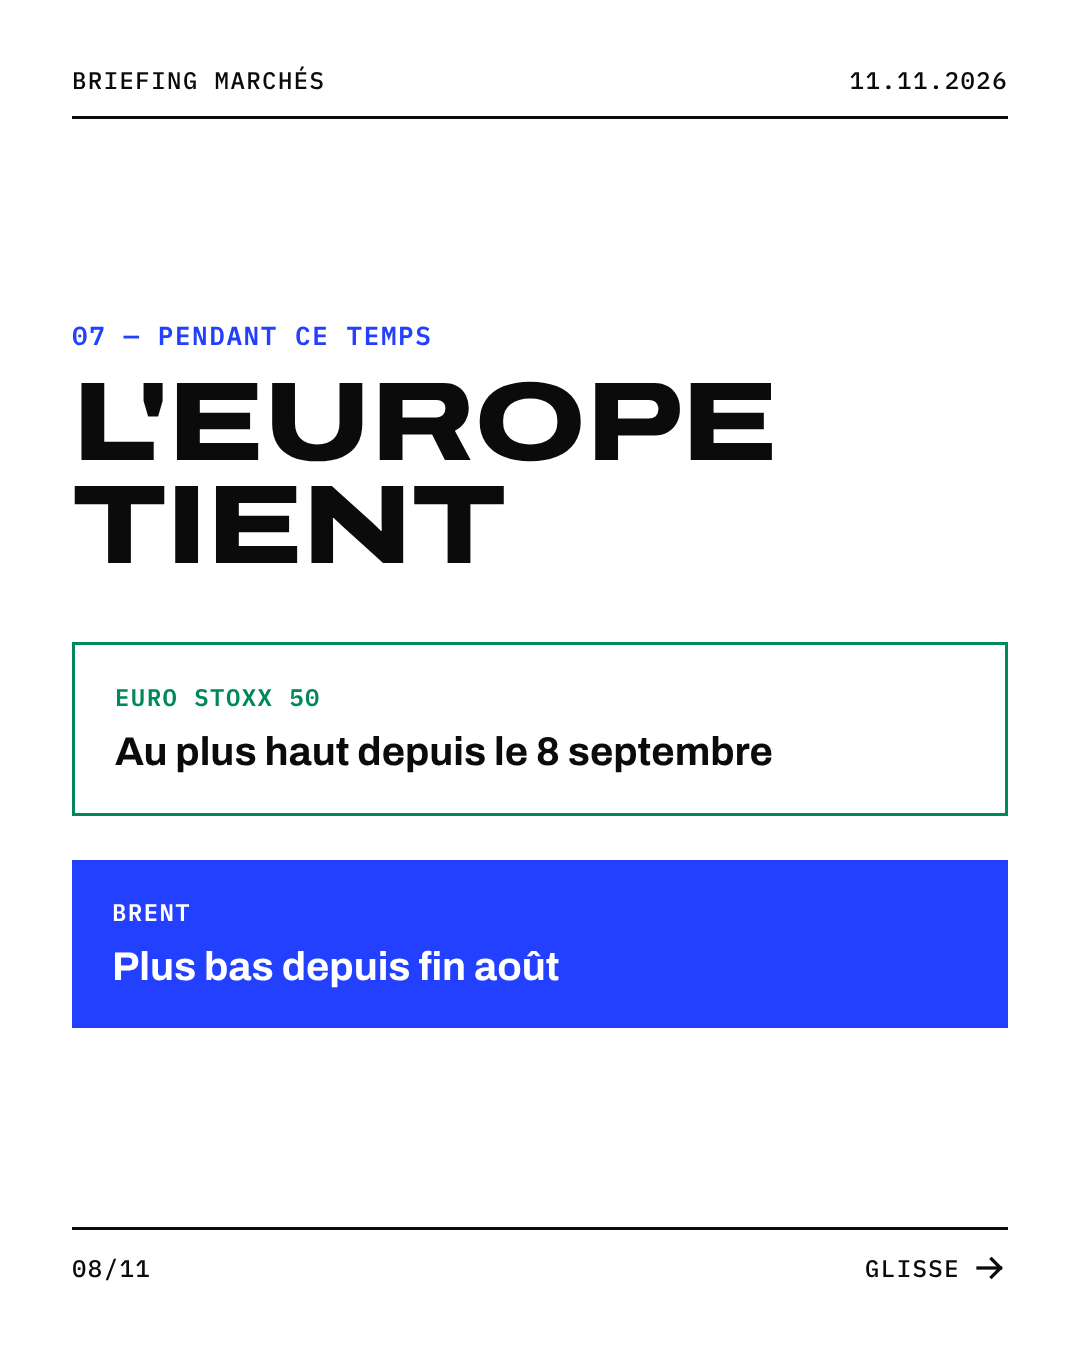 BRIEFING MARCHÉS
11.11.2026
07 — PENDANT CE TEMPS
L'EUROPE
TIENT
EURO STOXX 50
Au plus haut depuis le 8 septembre
BRENT
Plus bas depuis fin août
08/11
GLISSE →